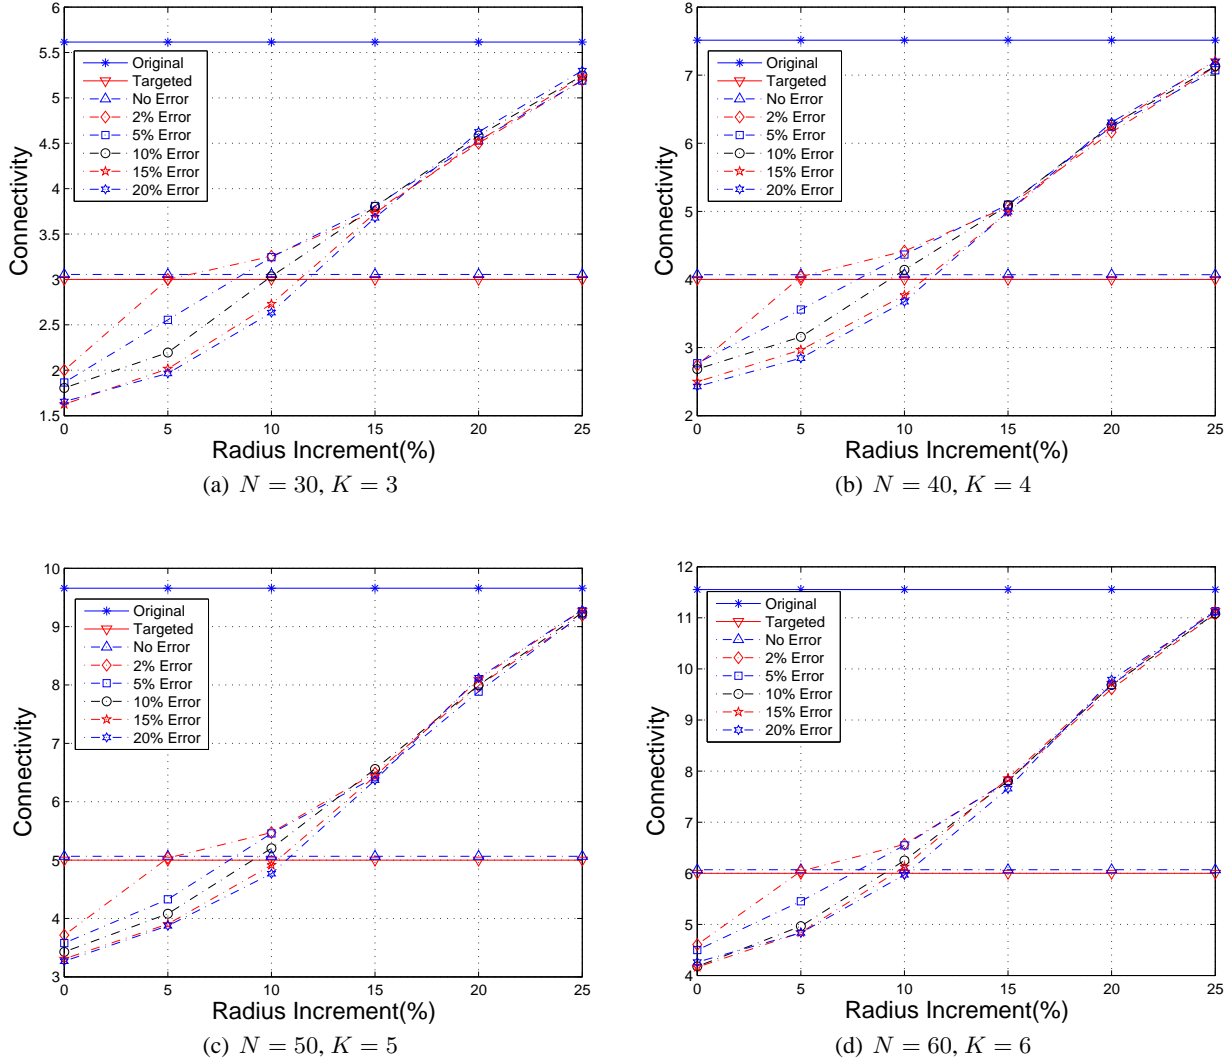 6
5.5
5
4.5
4
3.5
3
2.5
2
1.5
Connectivity
Original
Targeted
No Error
2% Error
5% Error
10% Error
15% Error
20% Error
0 5 10 15 20 25
Radius Increment(%)
(a) N = 30, K = 3
8
7
6
5
4
3
2
Connectivity
Original
Targeted
No Error
2% Error
5% Error
10% Error
15% Error
20% Error
0 5 10 15 20 25
Radius Increment(%)
(b) N = 40, K = 4
10
9
8
7
6
5
4
3
Connectivity
Original
Targeted
No Error
2% Error
5% Error
10% Error
15% Error
20% Error
0 5 10 15 20 25
Radius Increment(%)
(c) N = 50, K = 5
12
11
10
9
8
7
6
5
4
Connectivity
Original
Targeted
No Error
2% Error
5% Error
10% Error
15% Error
20% Error
0 5 10 15 20 25
Radius Increment(%)
(d) N = 60, K = 6